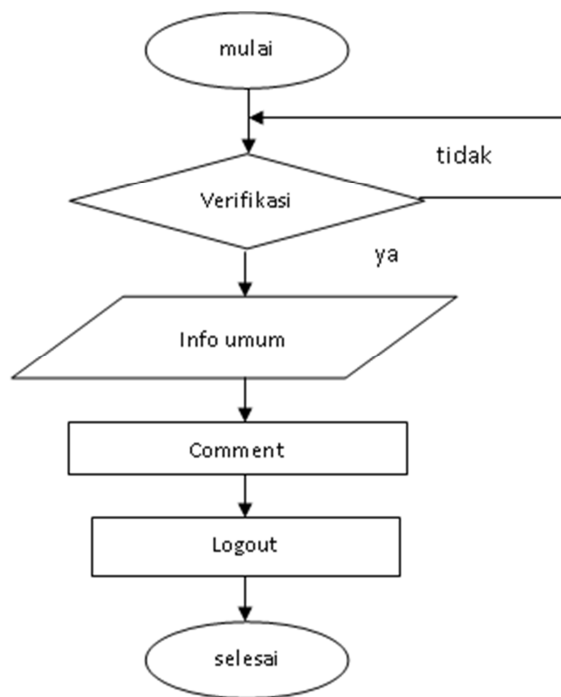 mulai
tidak
Verifikasi
ya
Info umum
Comment
Logout
selesai